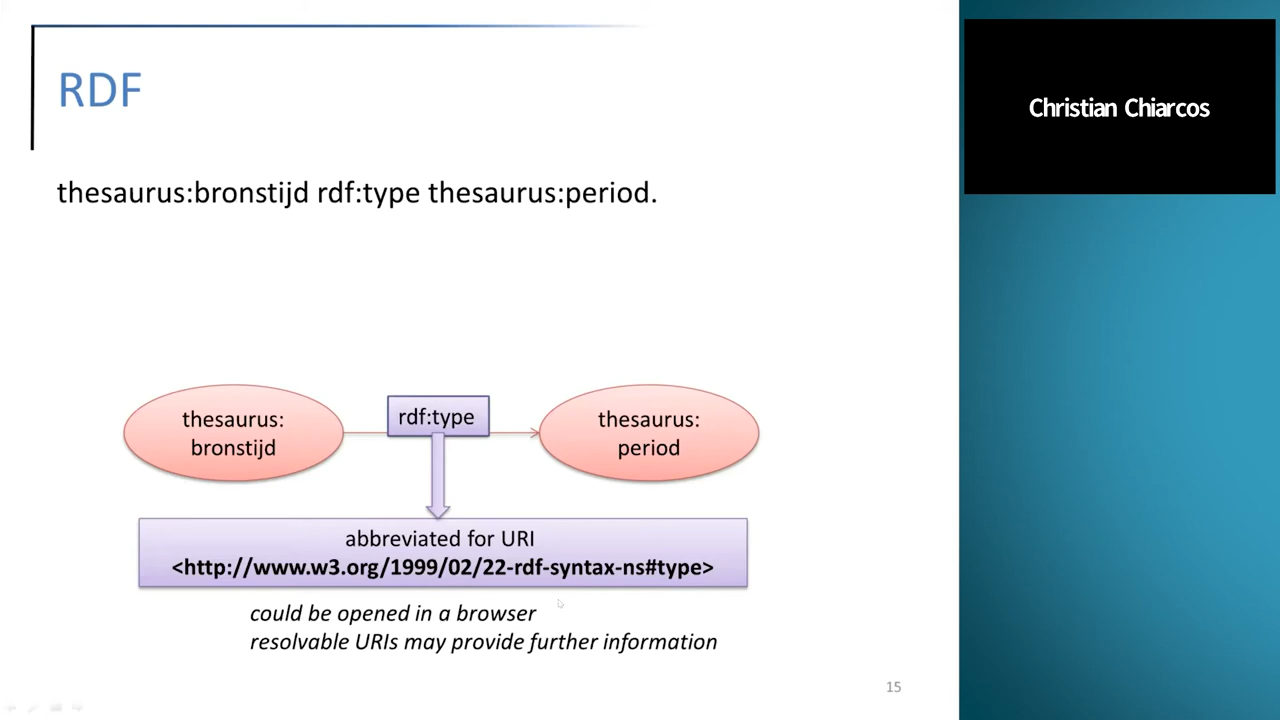 RDF
Christian Chiarcos
thesaurus:bronstijd rdf:type thesaurus:period.
thesaurus:
bronstijd
rdf:type
thesaurus:
period
abbreviated for URI
<http://www.w3.org/1999/02/22-rdf-syntax-ns#type>
could be opened in a browser
resolvable URIs may provide further information
15